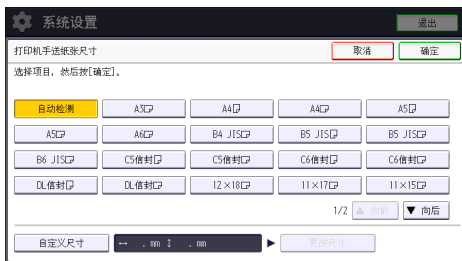 系统设置 退出
打印机手送纸张尺寸 取消 确定
选择项目，然后按[确定]。
自动检测 A3 A4 A4 A5
A5 A6 B4 JIS B5 JIS B5 JIS
B6 JIS C5信封 C5信封 C6信封 C6信封
DL信封 DL信封 12×18 11×17 11×15
1/2 ▲ 向前 ▼ 向后
自定义尺寸 ↔ . mm ↕ . mm ▶ 更改尺寸